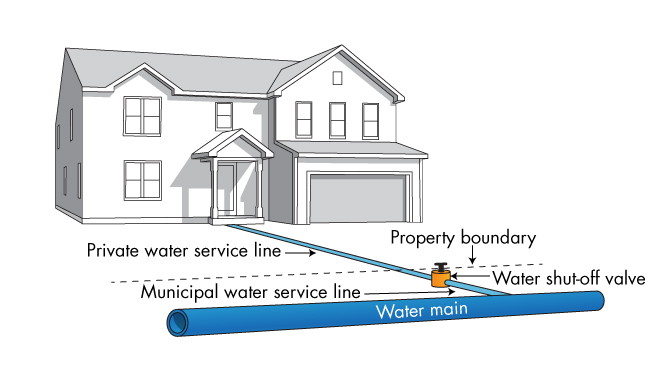 Property boundary
Private water service line
Water shut-off valve
Municipal water service line
Water main